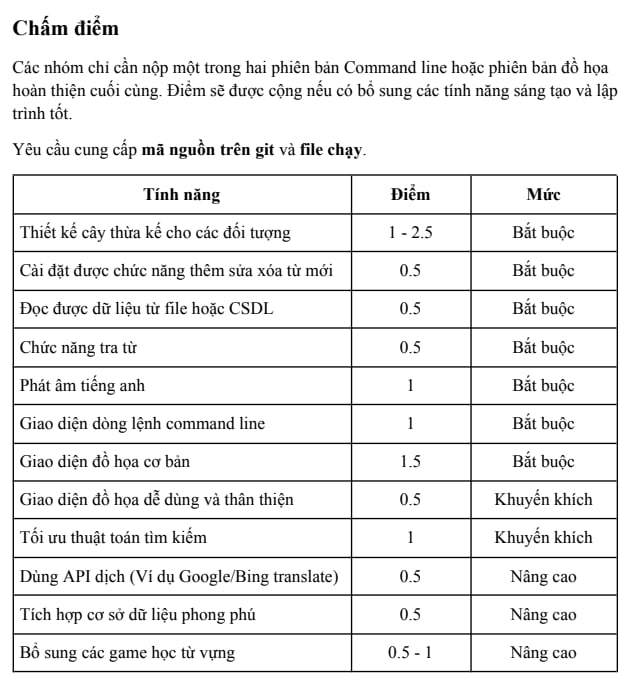 Chấm điểm
Các nhóm chỉ cần nộp một trong hai phiên bản Command line hoặc phiên bản đồ họa
hoàn thiện cuối cùng. Điểm sẽ được cộng nếu có bổ sung các tính năng sáng tạo và lập
trình tốt.
Yêu cầu cung cấp mã nguồn trên git và file chạy.
Tính năng Điểm Mức
Thiết kế cây thừa kế cho các đối tượng 1 - 2.5 Bắt buộc
Cài đặt được chức năng thêm sửa xóa từ mới 0.5 Bắt buộc
Đọc được dữ liệu từ file hoặc CSDL 0.5 Bắt buộc
Chức năng tra từ 0.5 Bắt buộc
Phát âm tiếng anh 1 Bắt buộc
Giao diện dòng lệnh command line 1 Bắt buộc
Giao diện đồ họa cơ bản 1.5 Bắt buộc
Giao diện đồ họa dễ dùng và thân thiện 0.5 Khuyến khích
Tối ưu thuật toán tìm kiếm 1 Khuyến khích
Dùng API dịch (Ví dụ Google/Bing translate) 0.5 Nâng cao
Tích hợp cơ sở dữ liệu phong phú 0.5 Nâng cao
Bổ sung các game học từ vựng 0.5 - 1 Nâng cao